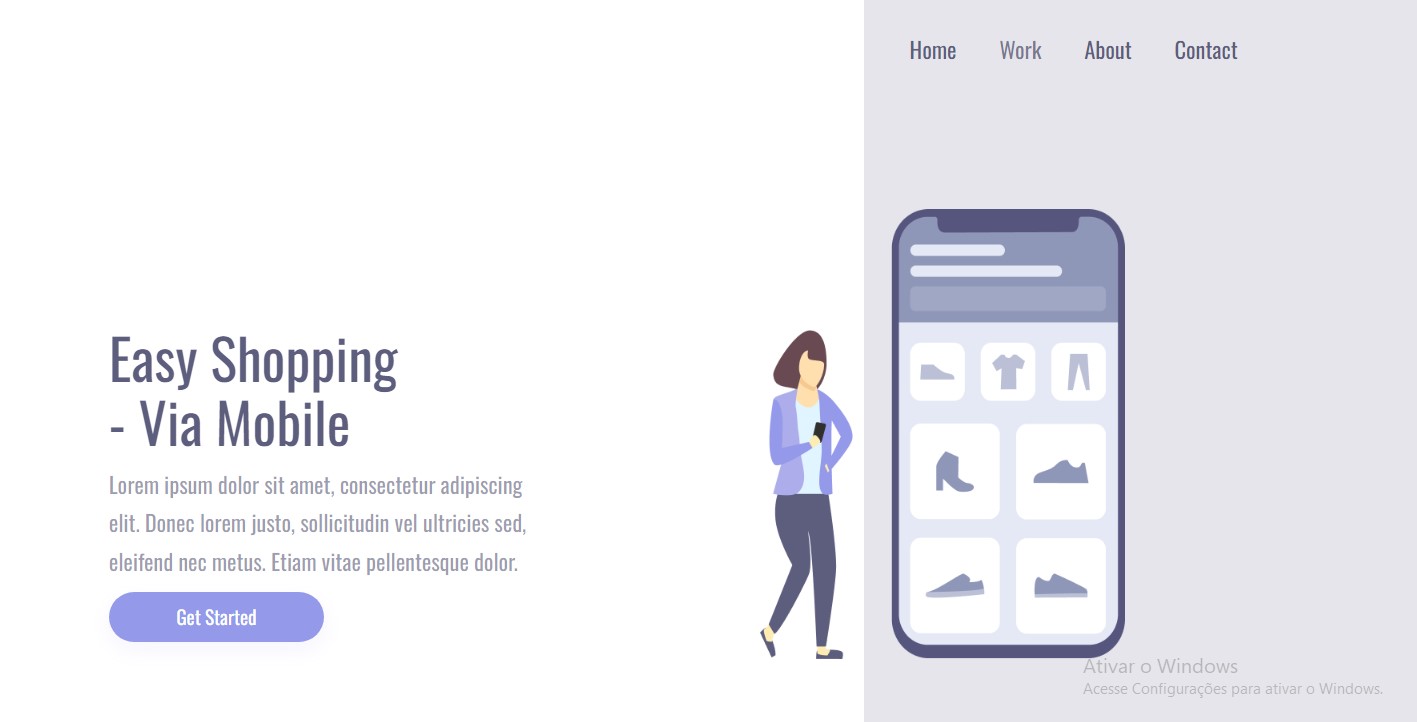 Home Work About Contact
Easy Shopping
- Via Mobile
Lorem ipsum dolor sit amet, consectetur adipiscing
elit. Donec lorem justo, sollicitudin vel ultricies sed,
eleifend nec metus. Etiam vitae pellentesque dolor.
Get Started
Ativar o Windows
Acesse Configurações para ativar o Windows.